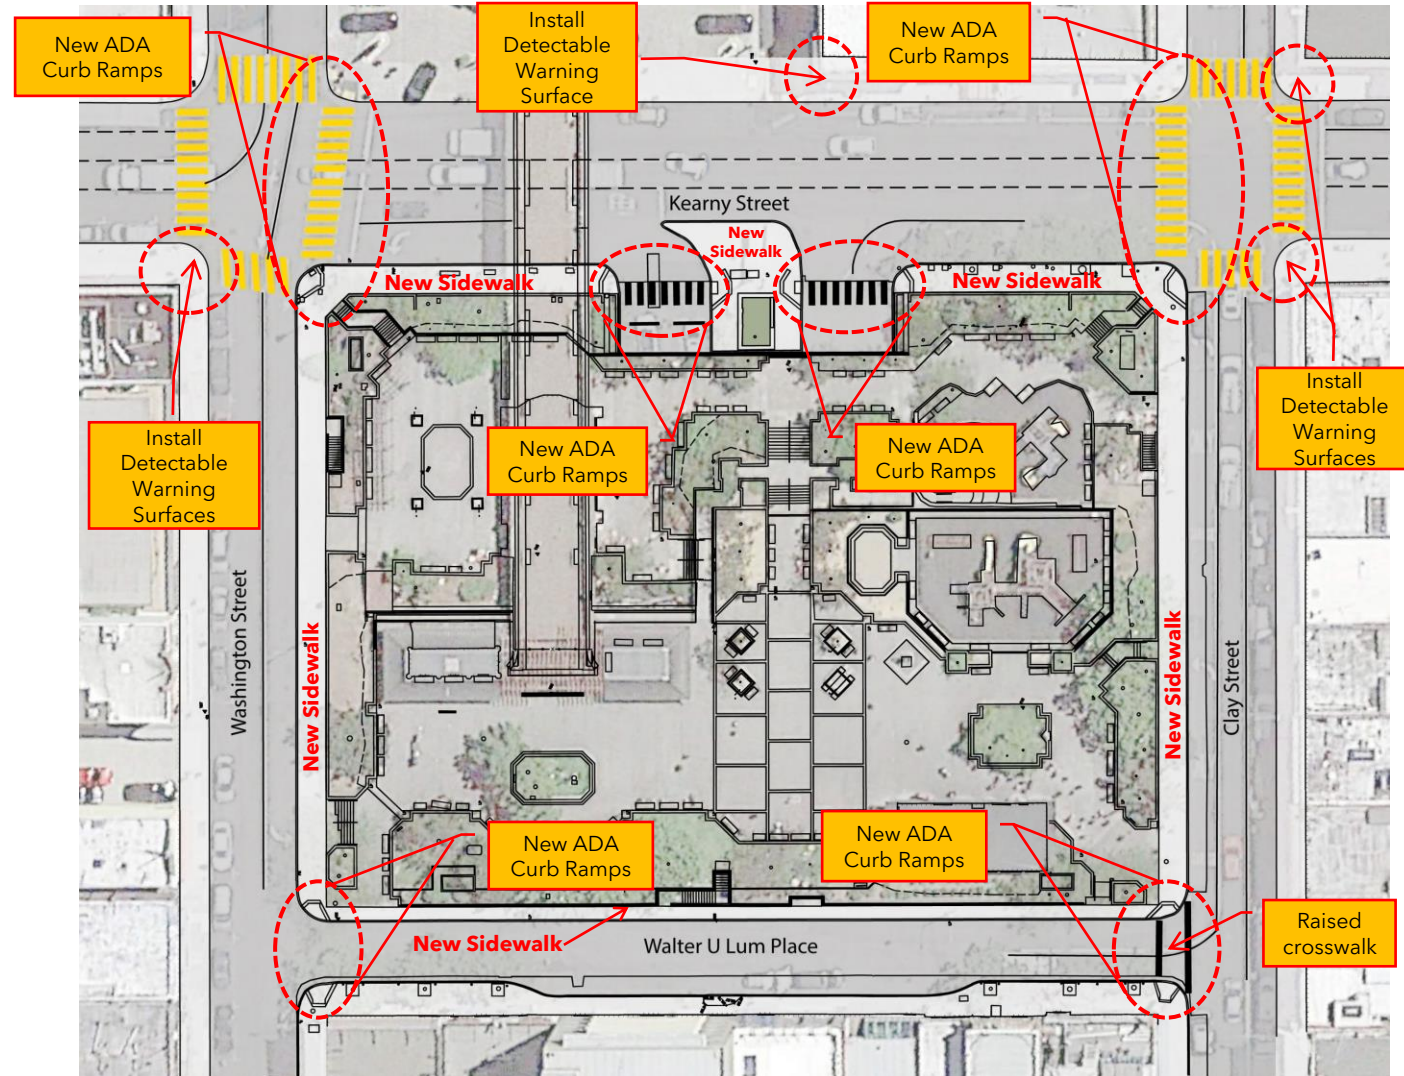 New ADA
Curb Ramps
Install
Detectable
Warning
Surface
New ADA
Curb Ramps
Kearny Street
New
Sidewalk
New Sidewalk
New Sidewalk
Install
Detectable
Warning
Surfaces
New ADA
Curb Ramps
New ADA
Curb Ramps
Install
Detectable
Warning
Surfaces
Washington Street
New Sidewalk
New Sidewalk
Clay Street
New ADA
Curb Ramps
New ADA
Curb Ramps
New Sidewalk
Walter U Lum Place
Raised
crosswalk